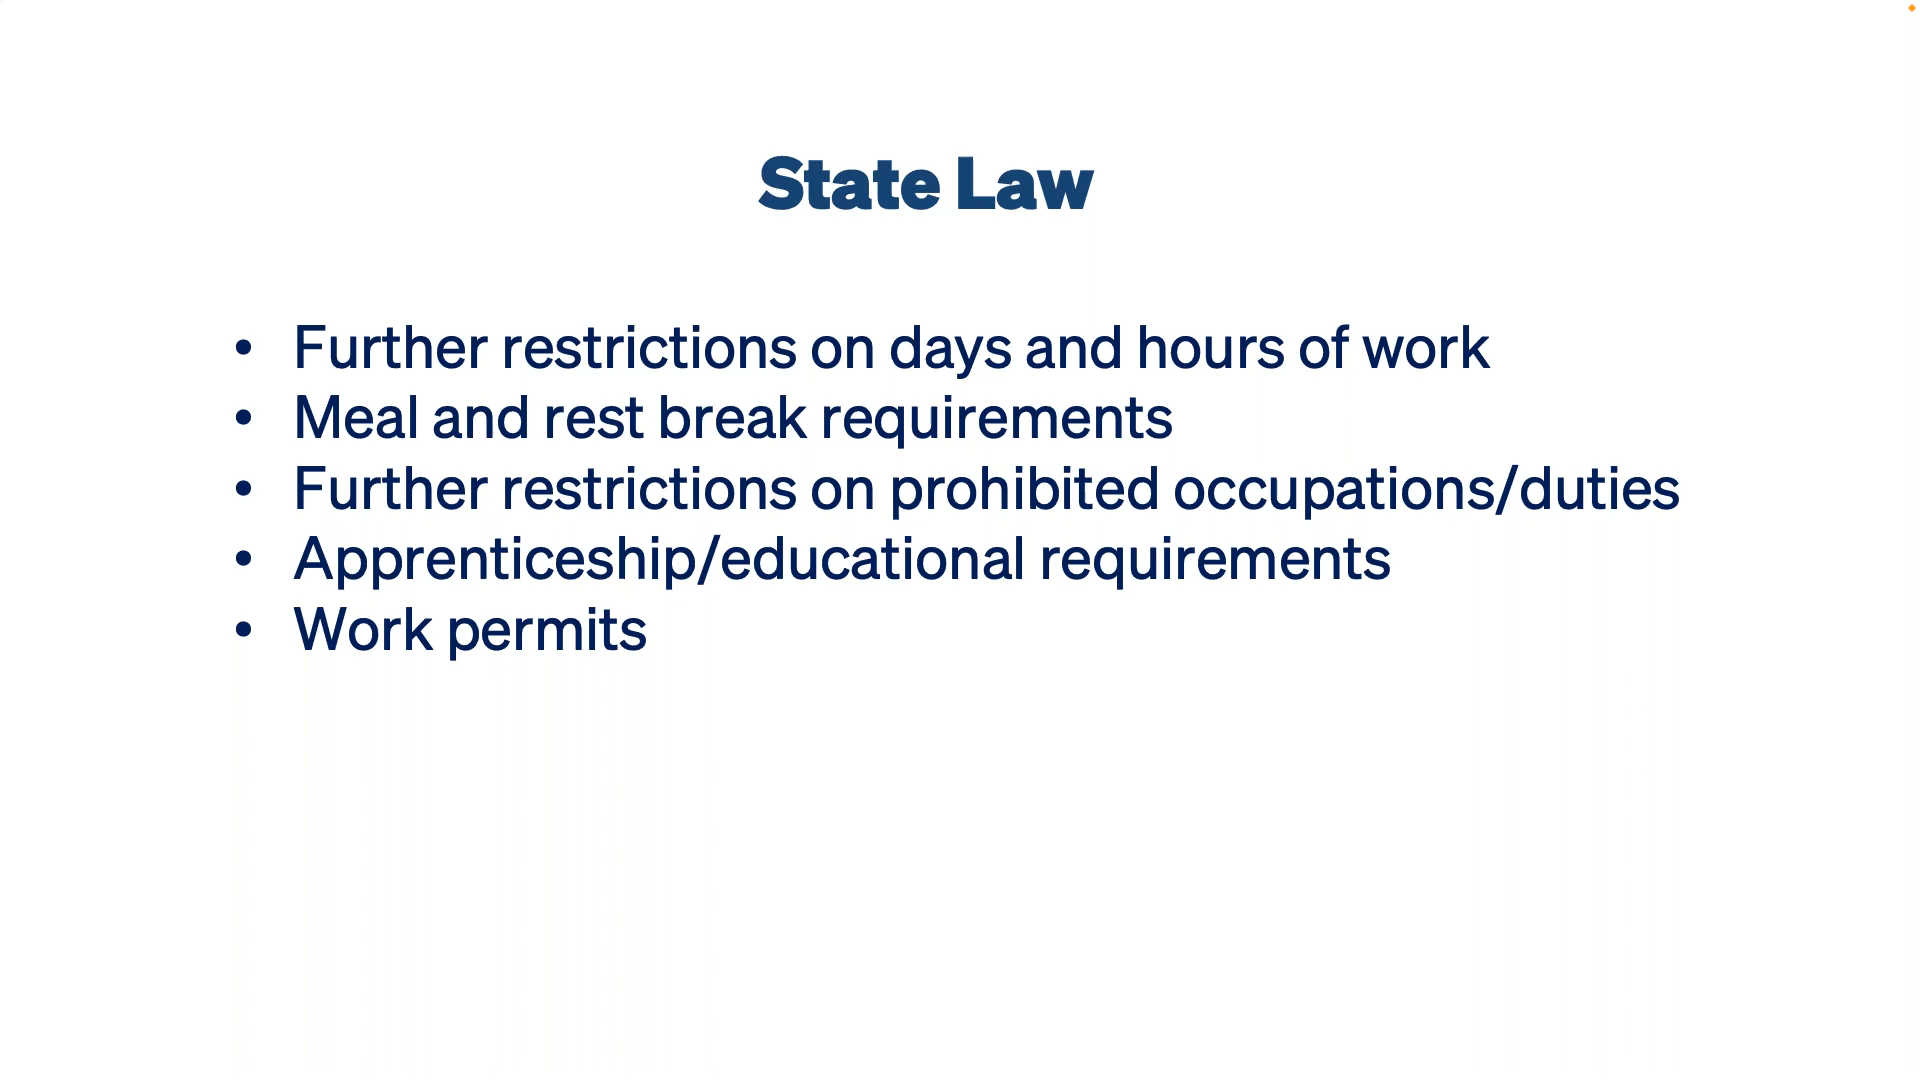 State Law
• Further restrictions on days and hours of work
• Meal and rest break requirements
• Further restrictions on prohibited occupations/duties
• Apprenticeship/educational requirements
• Work permits